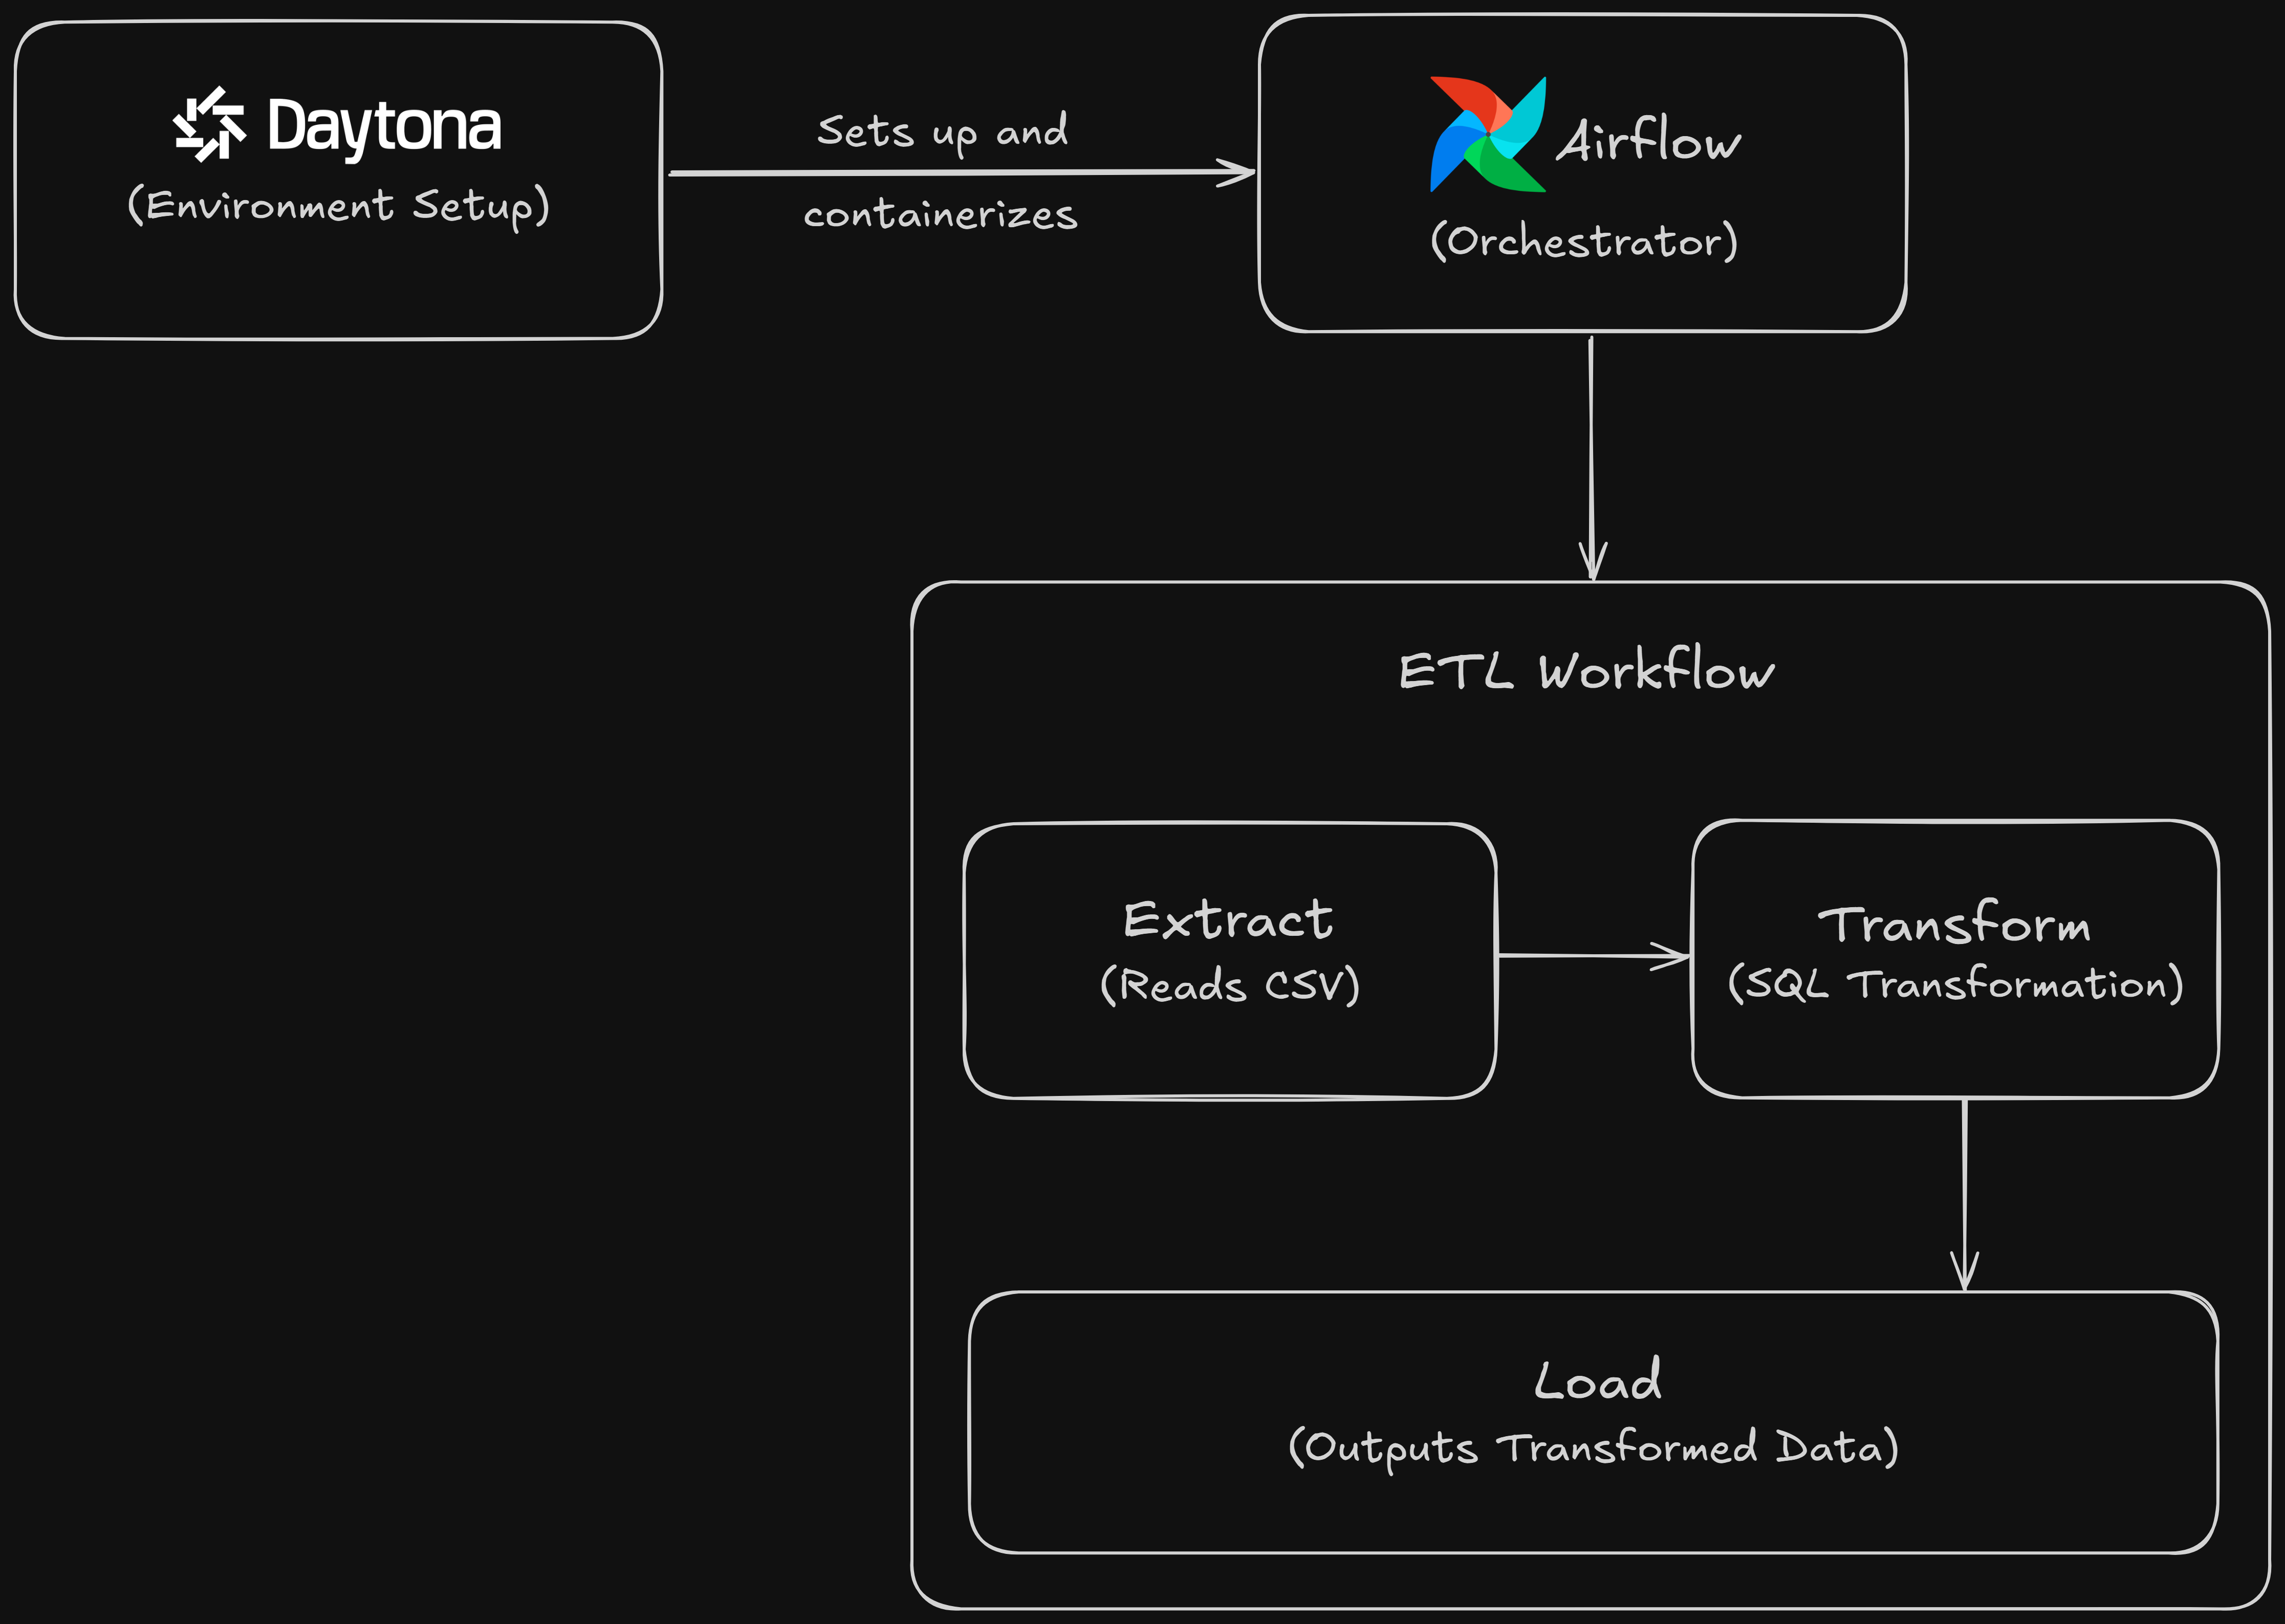 Daytona
(Environment Setup)
Sets up and
containerizes
Airflow
(Orchestrator)
ETL Workflow
Extract
(Reads CSV)
Transform
(SQL Transformation)
Load
(Outputs Transformed Data)